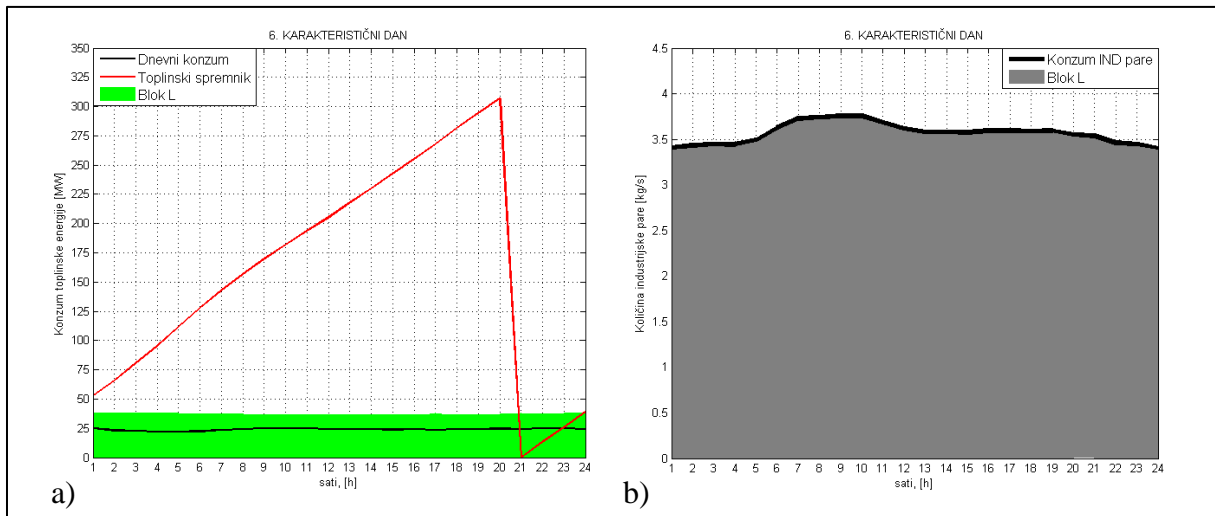 6. KARAKTERISTIČNI DAN
350
300
250
225
200
175
150
125
100
75
50
25
0
Konzum toplinske energije [MW]
Dnevni konzum
Toplinski spremnik
Blok L
1 2 3 4 5 6 7 8 9 10 11 12 13 14 15 16 17 18 19 20 21 22 23 24
sati, [h]
a)
6. KARAKTERISTIČNI DAN
4.5
4
3.5
3
2.5
2
1.5
1
0.5
0
Količina industrijske pare [kg/s]
Konzum IND pare
Blok L
1 2 3 4 5 6 7 8 9 10 11 12 13 14 15 16 17 18 19 20 21 22 23 24
sati, [h]
b)